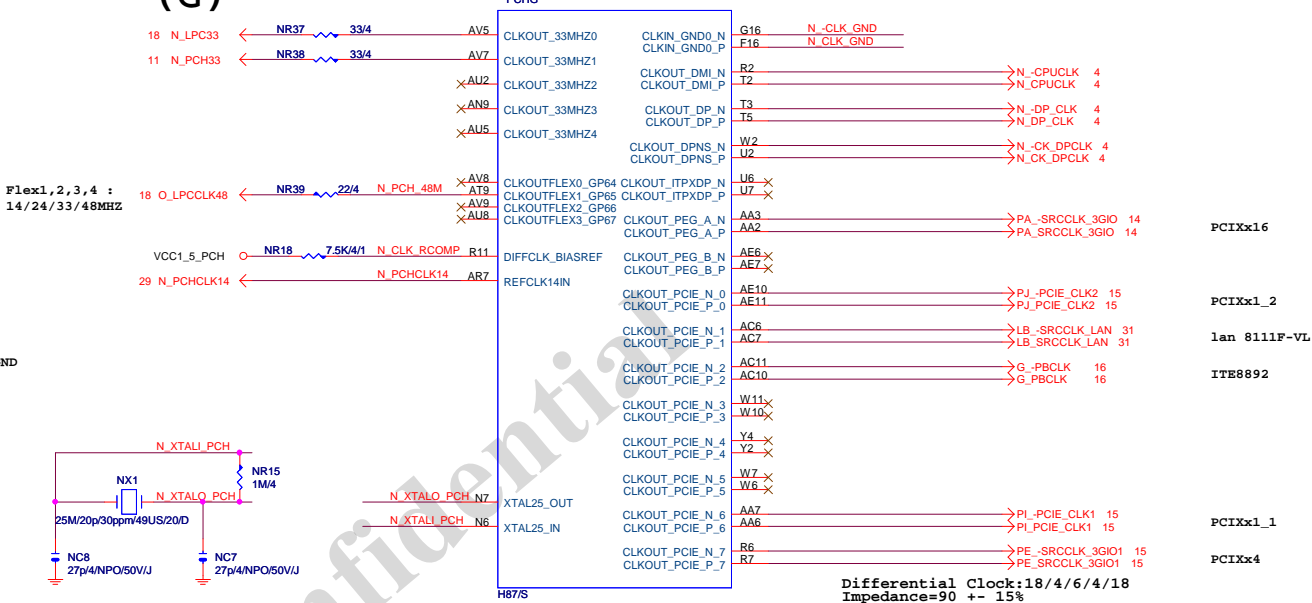 (G)
PCHG
18 N_LPC33 NR37 33/4 AV5 CLKOUT_33MHZ0
11 N_PCH33 NR38 33/4 AV7 CLKOUT_33MHZ1
AU2 CLKOUT_33MHZ2
AN9 CLKOUT_33MHZ3
AU5 CLKOUT_33MHZ4
Flex1,2,3,4 :
14/24/33/48MHZ
AV8 CLKOUTFLEX0_GP64
18 O_LPCCLK48 NR39 22/4 N_PCH_48M AT9 CLKOUTFLEX1_GP65
AV9 CLKOUTFLEX2_GP66
AU8 CLKOUTFLEX3_GP67
VCC1_5_PCH NR18 7.5K/4/1 N_CLK_RCOMP R11 DIFFCLK_BIASREF
29 N_PCHCLK14 N_PCHCLK14 AR7 REFCLK14IN
ND
N_XTALI_PCH
NR15
1M/4
NX1
N_XTALO_PCH
25M/20p/30ppm/49US/20/D
NC8
27p/4/NPO/50V/J
NC7
27p/4/NPO/50V/J
N_XTALO_PCH N7 XTAL25_OUT
N_XTALI_PCH N6 XTAL25_IN
CLKIN_GND0_N G16 N_-CLK_GND
CLKIN_GND0_P F16 N_CLK_GND
CLKOUT_DMI_N R2 N_-CPUCLK 4
CLKOUT_DMI_P T2 N_CPUCLK 4
CLKOUT_DP_N T3 N_-DP_CLK 4
CLKOUT_DP_P T5 N_DP_CLK 4
CLKOUT_DPNS_N W2 N_-CK_DPCLK 4
CLKOUT_DPNS_P U2 N_CK_DPCLK 4
CLKOUT_ITPXDP_N U6
CLKOUT_ITPXDP_P U7
CLKOUT_PEG_A_N AA3 PA_-SRCCLK_3GIO 14
CLKOUT_PEG_A_P AA2 PA_SRCCLK_3GIO 14
PCIXx16
CLKOUT_PEG_B_N AE6
CLKOUT_PEG_B_P AE7
CLKOUT_PCIE_N_0 AE10 PJ_-PCIE_CLK2 15
CLKOUT_PCIE_P_0 AE11 PJ_PCIE_CLK2 15
PCIXx1_2
CLKOUT_PCIE_N_1 AC6 LB_-SRCCLK_LAN 31
CLKOUT_PCIE_P_1 AC7 LB_SRCCLK_LAN 31
lan 8111F-VL
CLKOUT_PCIE_N_2 AC11 G_-PBCLK 16
CLKOUT_PCIE_P_2 AC10 G_PBCLK 16
ITE8892
CLKOUT_PCIE_N_3 W11
CLKOUT_PCIE_P_3 W10
CLKOUT_PCIE_N_4 Y4
CLKOUT_PCIE_P_4 Y2
CLKOUT_PCIE_N_5 W7
CLKOUT_PCIE_P_5 W6
CLKOUT_PCIE_N_6 AA7 PI_-PCIE_CLK1 15
CLKOUT_PCIE_P_6 AA6 PI_PCIE_CLK1 15
PCIXx1_1
CLKOUT_PCIE_N_7 R6 PE_-SRCCLK_3GIO1 15
CLKOUT_PCIE_P_7 R7 PE_SRCCLK_3GIO1 15
PCIXx4
H87/S
Differential Clock:18/4/6/4/18
Impedance=90 +- 15%
fidential